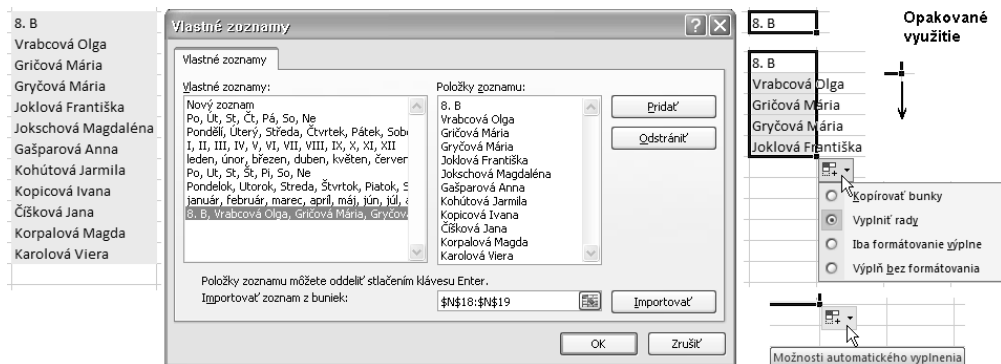 8. B
Vrabcová Olga
Gričová Mária
Gryčová Mária
Joklová Františka
Jokschová Magdaléna
Gašparová Anna
Kohútová Jarmila
Kopicová Ivana
Číšková Jana
Korpalová Magda
Karolová Viera
Vlastné zoznamy
Vlastné zoznamy
Vlastné zoznamy:
Nový zoznam
Po, Út, St, Čt, Pá, So, Ne
Pondělí, Úterý, Středa, Čtvrtek, Pátek, Sobo
I, II, III, IV, V, VI, VII, VIII, IX, X, XI, XII
leden, únor, březen, duben, květen, červen
Po, Ut, St, Št, Pi, So, Ne
Pondelok, Utorok, Streda, Štvrtok, Piatok, S
január, február, marec, apríl, máj, jún, júl, a
8. B, Vrabcová Olga, Gričová Mária, Gryčov
Položky zoznamu:
8. B
Vrabcová Olga
Gričová Mária
Gryčová Mária
Joklová Františka
Jokschová Magdaléna
Gašparová Anna
Kohútová Jarmila
Kopicová Ivana
Číšková Jana
Korpalová Magda
Karolová Viera
Pridať
Odstrániť
Položky zoznamu môžete oddeliť stlačením klávesu Enter.
Importovať zoznam z buniek:
$N$18:$N$19
Importovať
OK
Zrušiť
8. B
Opakované
využitie
8. B
Vrabcová Olga
Gričová Mária
Gryčová Mária
Joklová Františka
Kopírovať bunky
Vyplniť rady
Iba formátovanie výplne
Výplň bez formátovania
Možnosti automatického vyplnenia